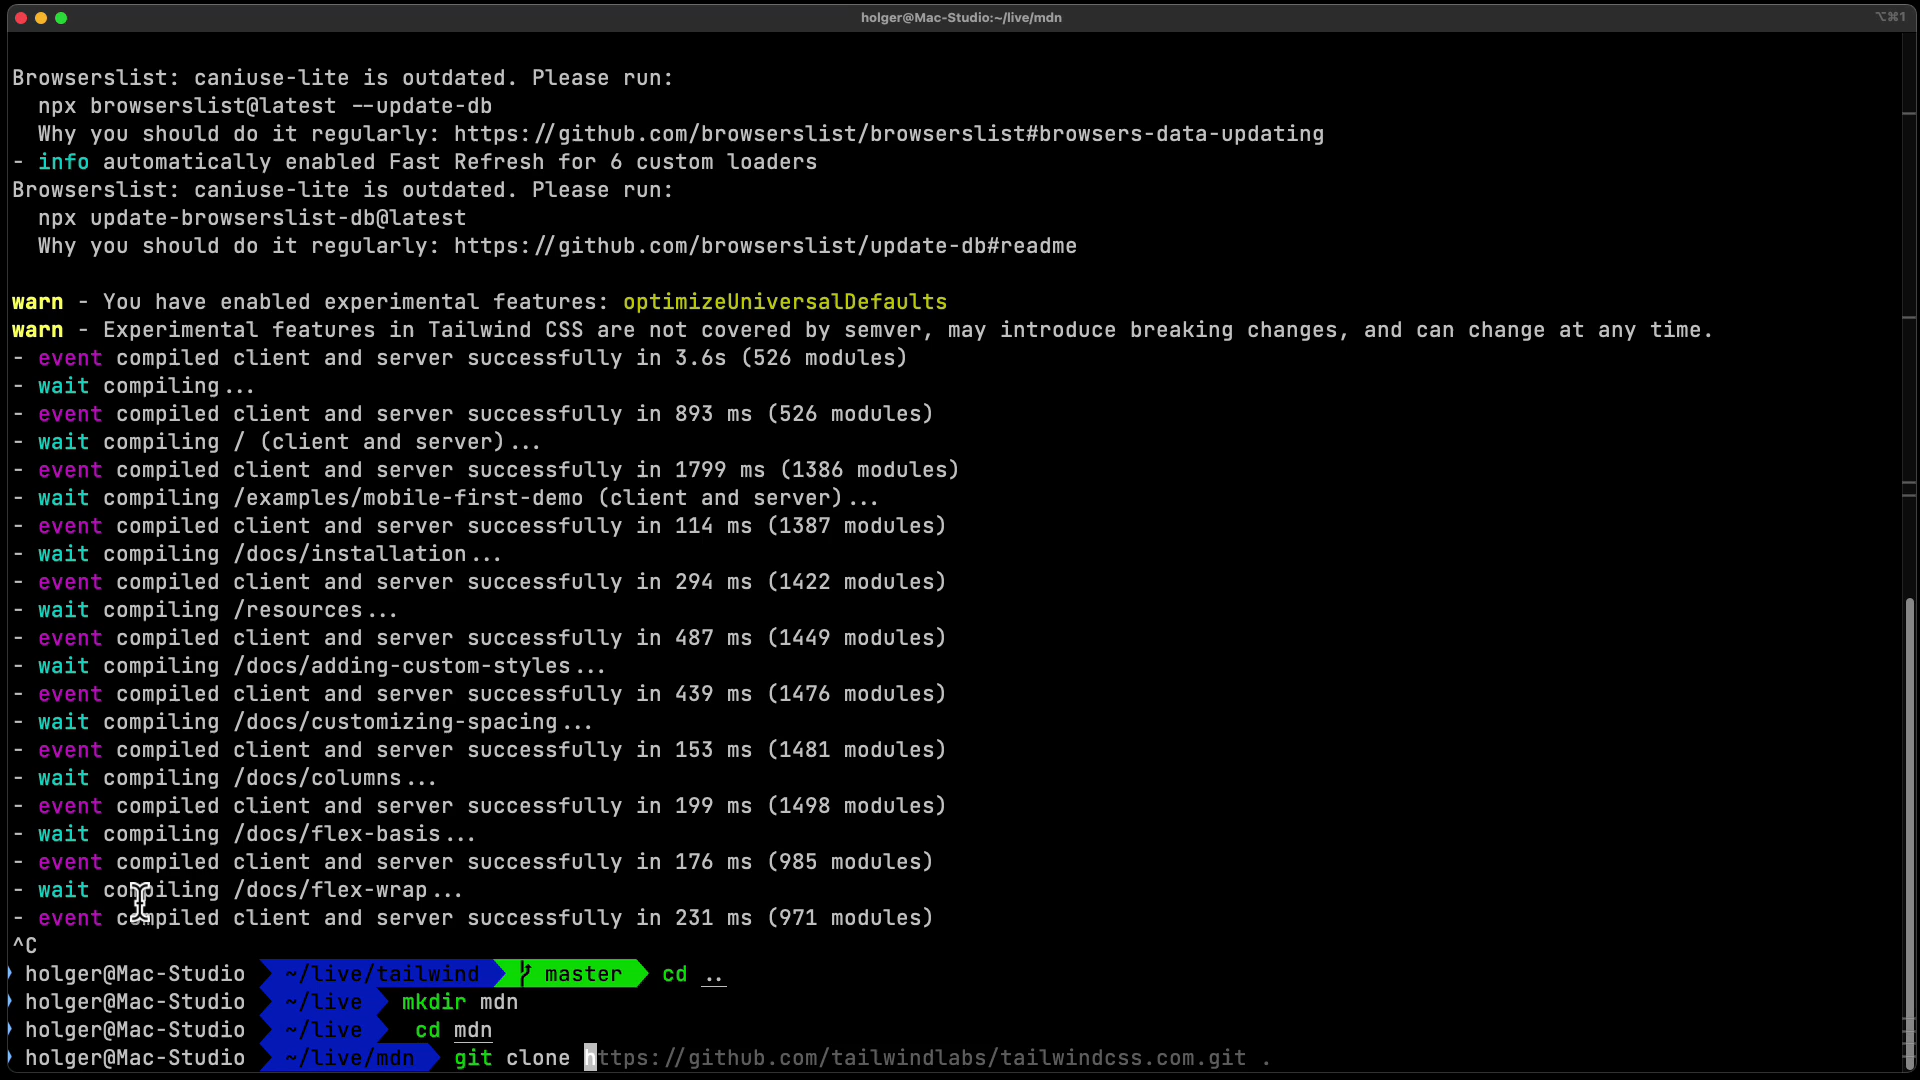 holger@Mac-Studio:~/live/mdn
⌥⌘1
Browserslist: caniuse-lite is outdated. Please run:
npx browserslist@latest --update-db
Why you should do it regularly: https://github.com/browserslist/browserslist#browsers-data-updating
- info automatically enabled Fast Refresh for 6 custom loaders
Browserslist: caniuse-lite is outdated. Please run:
npx update-browserslist-db@latest
Why you should do it regularly: https://github.com/browserslist/update-db#readme
warn - You have enabled experimental features: optimizeUniversalDefaults
warn - Experimental features in Tailwind CSS are not covered by semver, may introduce breaking changes, and can change at any time.
- event compiled client and server successfully in 3.6s (526 modules)
- wait compiling...
- event compiled client and server successfully in 893 ms (526 modules)
- wait compiling / (client and server)...
- event compiled client and server successfully in 1799 ms (1386 modules)
- wait compiling /examples/mobile-first-demo (client and server)...
- event compiled client and server successfully in 114 ms (1387 modules)
- wait compiling /docs/installation...
- event compiled client and server successfully in 294 ms (1422 modules)
- wait compiling /resources...
- event compiled client and server successfully in 487 ms (1449 modules)
- wait compiling /docs/adding-custom-styles...
- event compiled client and server successfully in 439 ms (1476 modules)
- wait compiling /docs/customizing-spacing...
- event compiled client and server successfully in 153 ms (1481 modules)
- wait compiling /docs/columns...
- event compiled client and server successfully in 199 ms (1498 modules)
- wait compiling /docs/flex-basis...
- event compiled client and server successfully in 176 ms (985 modules)
- wait compiling /docs/flex-wrap...
- event compiled client and server successfully in 231 ms (971 modules)
^C
holger@Mac-Studio ~/live/tailwind master cd ..
holger@Mac-Studio ~/live mkdir mdn
holger@Mac-Studio ~/live cd mdn
holger@Mac-Studio ~/live/mdn git clone https://github.com/tailwindlabs/tailwindcss.com.git .